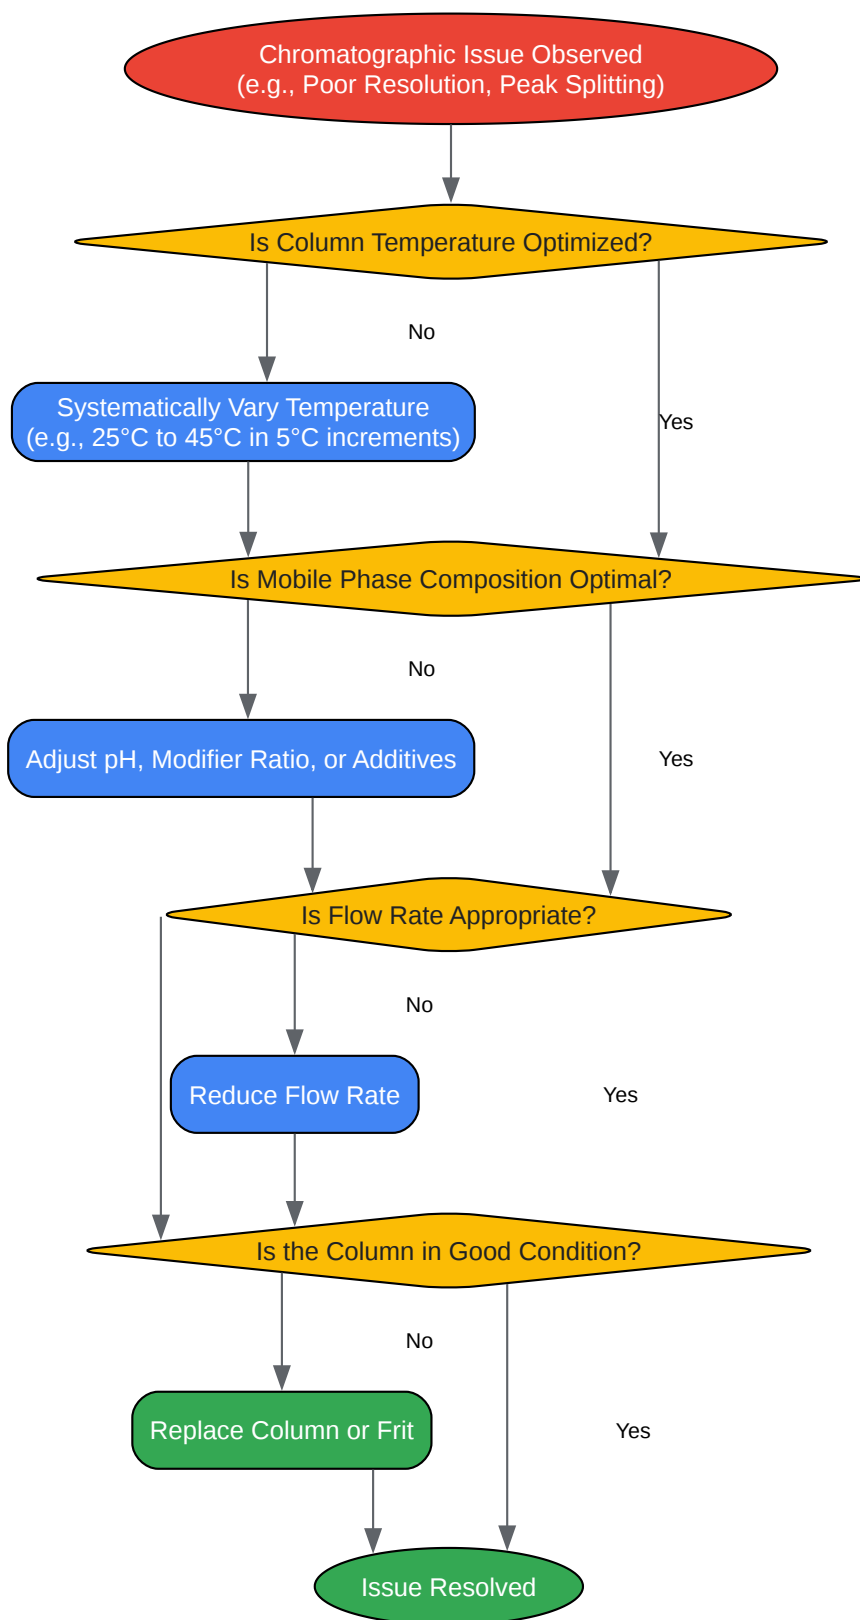 Chromatographic Issue Observed
(e.g., Poor Resolution, Peak Splitting)
Is Column Temperature Optimized?
No
Systematically Vary Temperature
(e.g., 25°C to 45°C in 5°C increments)
Yes
Is Mobile Phase Composition Optimal?
No
Adjust pH, Modifier Ratio, or Additives
Yes
Is Flow Rate Appropriate?
No
Reduce Flow Rate
Yes
Is the Column in Good Condition?
No
Replace Column or Frit
Yes
Issue Resolved